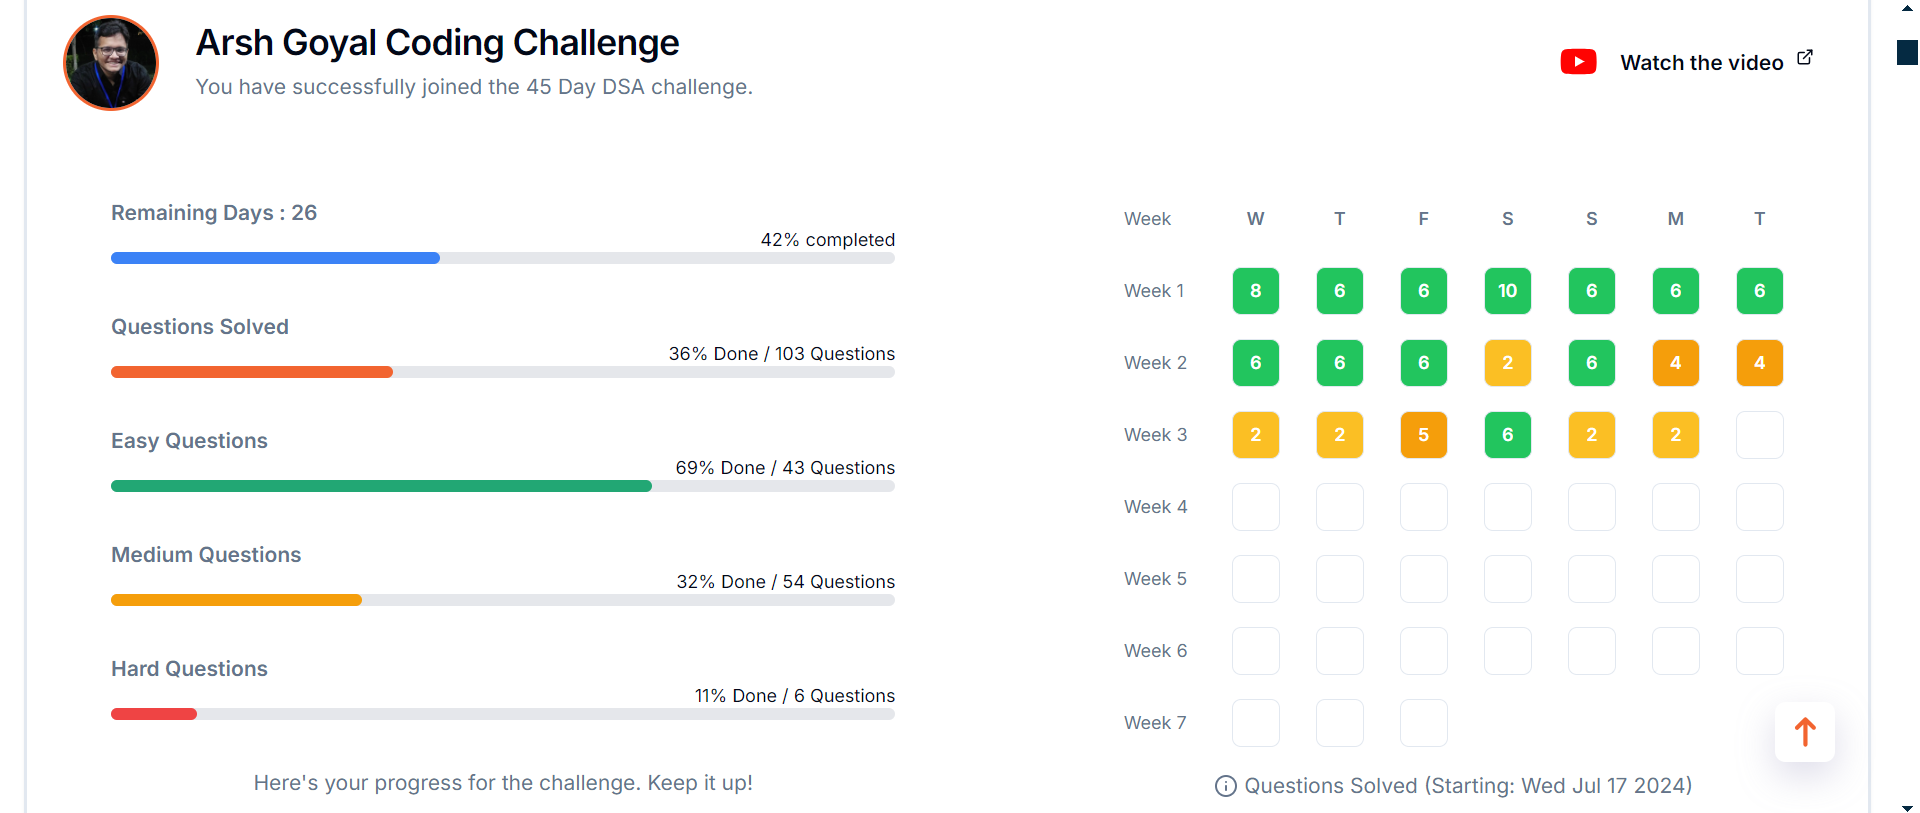 Arsh Goyal Coding Challenge
You have successfully joined the 45 Day DSA challenge.
Watch the video
Remaining Days : 26
42% completed
Questions Solved
36% Done / 103 Questions
Easy Questions
69% Done / 43 Questions
Medium Questions
32% Done / 54 Questions
Hard Questions
11% Done / 6 Questions
Here's your progress for the challenge. Keep it up!
Week W T F S S M T
Week 1 8 6 6 10 6 6 6
Week 2 6 6 6 2 6 4 4
Week 3 2 2 5 6 2 2
Week 4
Week 5
Week 6
Week 7
Questions Solved (Starting: Wed Jul 17 2024)